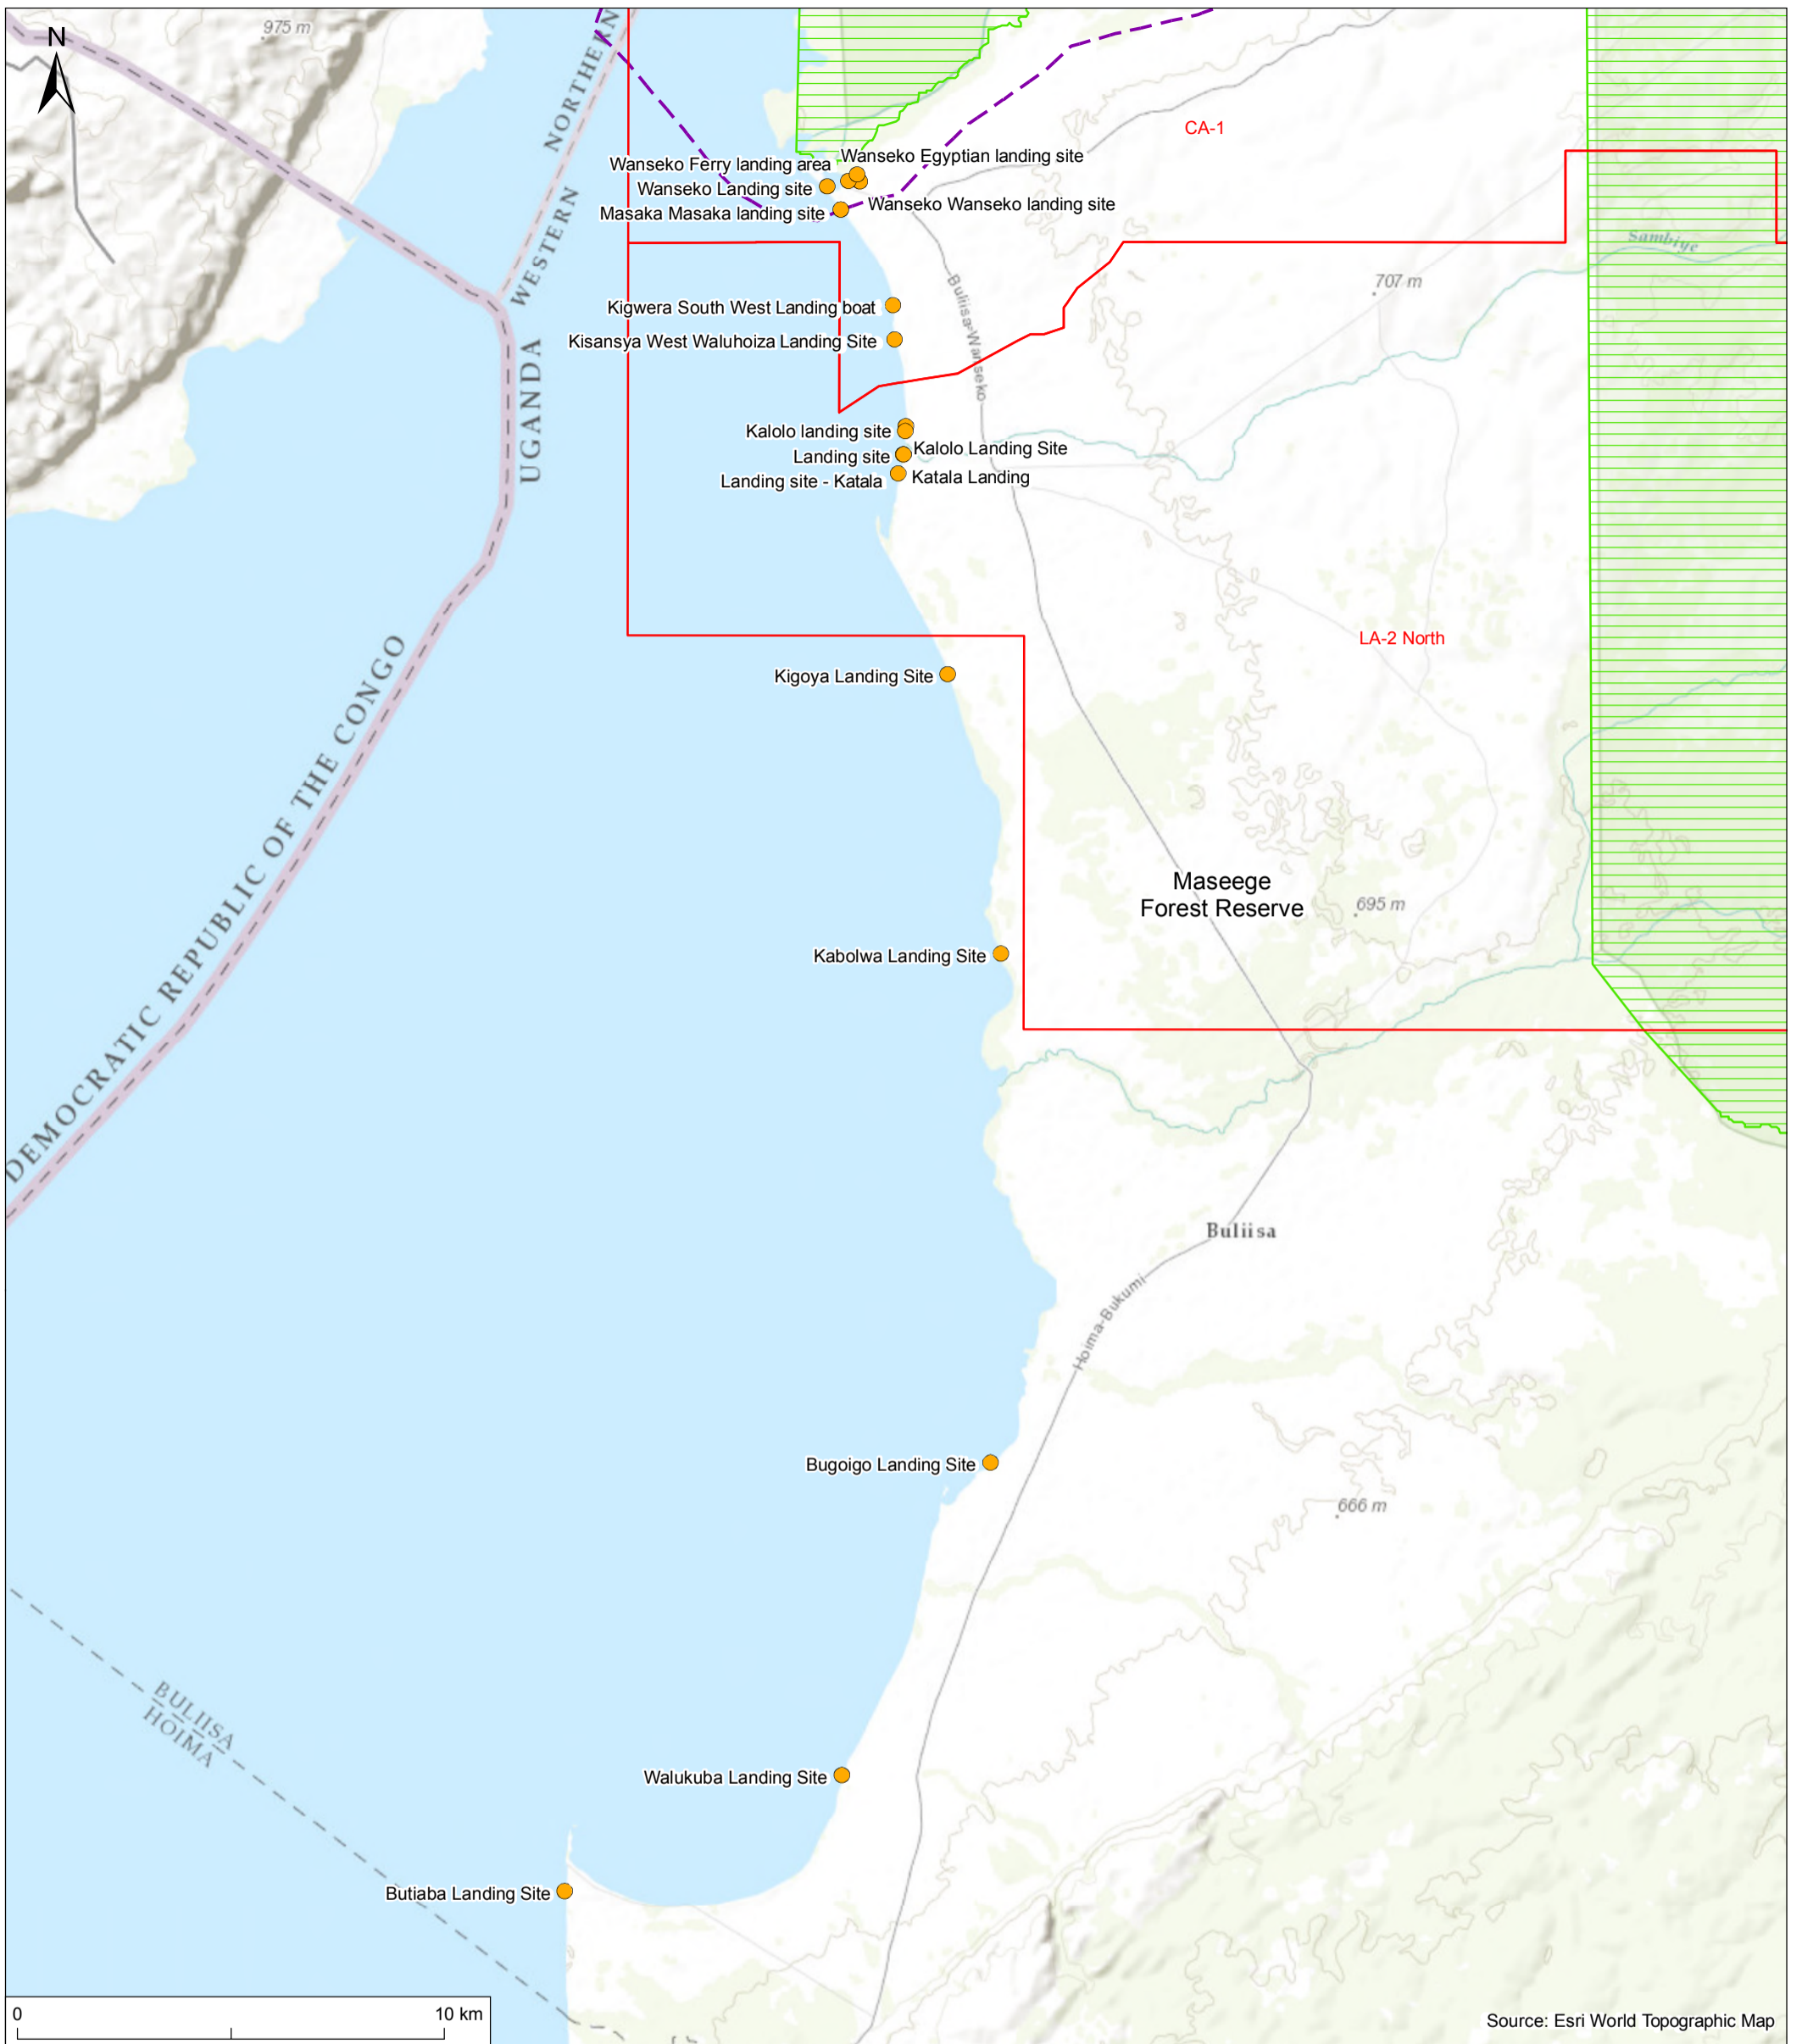 975 m
N
NORTHERN
WESTERN
CA-1
Wanseko Egyptian landing site
Wanseko Ferry landing area
Wanseko Landing site
Wanseko Wanseko landing site
Masaka Masaka landing site
Sambiye
707 m
Buliisa-Wanseko
Kigwera South West Landing boat
Kisansya West Waluhoiza Landing Site
UGANDA
Kalolo landing site
Kalolo Landing Site
Landing site
Katala Landing
Landing site - Katala
LA-2 North
Kigoya Landing Site
DEMOCRATIC REPUBLIC OF THE CONGO
Maseege
Forest Reserve
695 m
Kabolwa Landing Site
Buliisa
Hoima-Bukumi
Bugoigo Landing Site
666 m
BULIISA
HOIMA
Walukuba Landing Site
Butiaba Landing Site
0 10 km
Source: Esri World Topographic Map